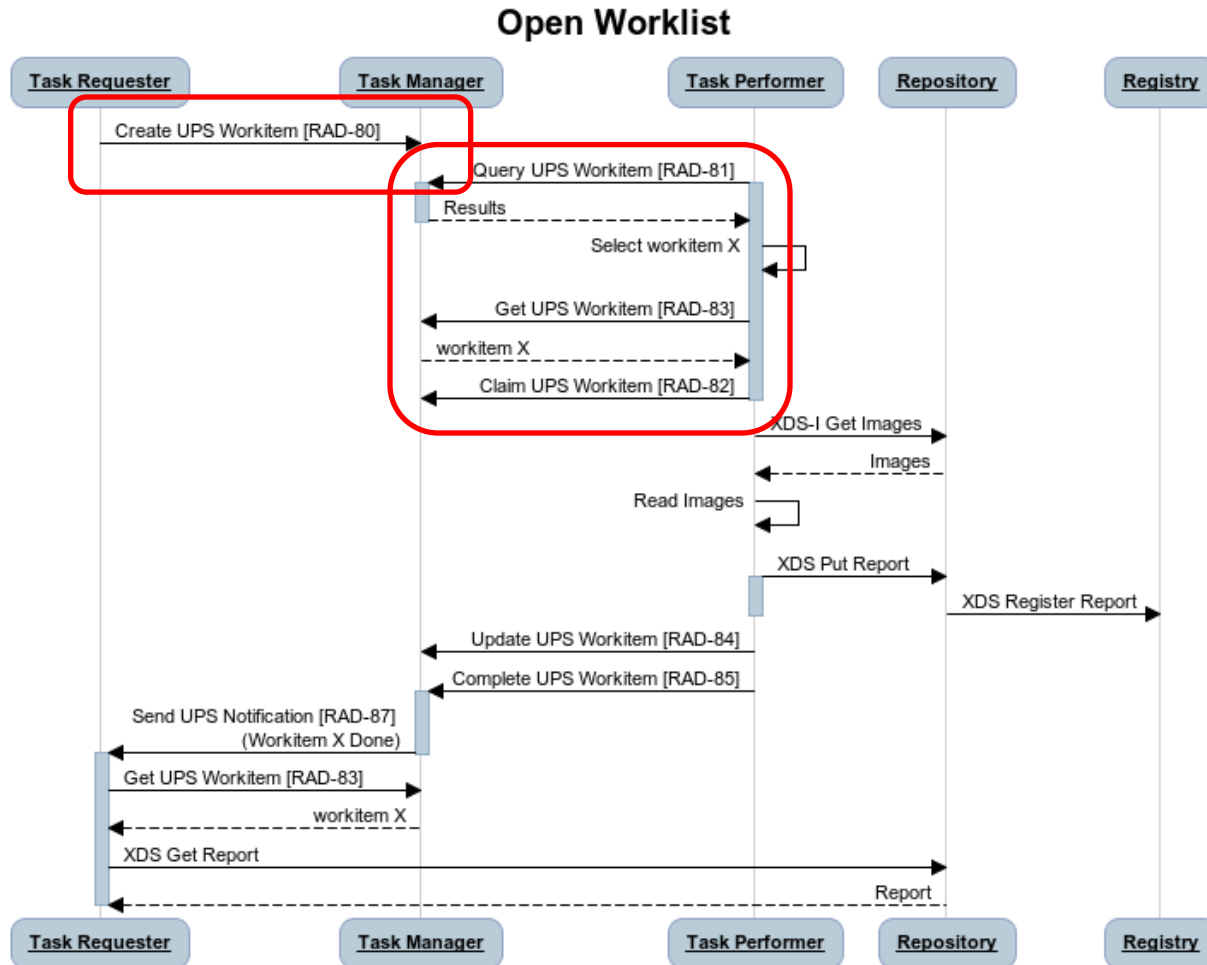 Open Worklist
Task Requester Task Manager Task Performer Repository Registry
Create UPS Workitem [RAD-80]
Query UPS Workitem [RAD-81]
Results
Select workitem X
Get UPS Workitem [RAD-83]
workitem X
Claim UPS Workitem [RAD-82]
XDS-I Get Images
Images
Read Images
XDS Put Report
XDS Register Report
Update UPS Workitem [RAD-84]
Complete UPS Workitem [RAD-85]
Send UPS Notification [RAD-87]
(Workitem X Done)
Get UPS Workitem [RAD-83]
workitem X
XDS Get Report
Report
Task Requester Task Manager Task Performer Repository Registry